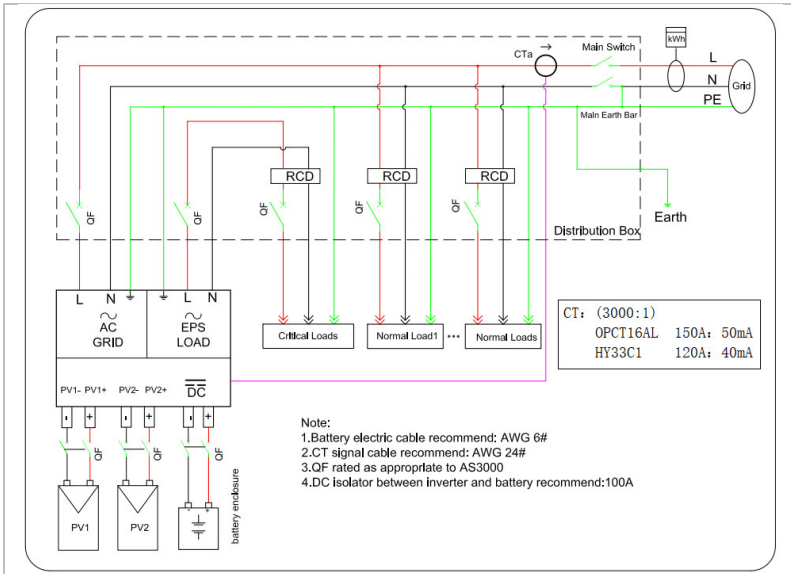 kWh
CTa
→
Main Switch
L
N
Grid
PE
Main Earth Bar
RCD
RCD
RCD
QF
QF
QF
QF
QF
Earth
Distribution Box
L
N
L
N
AC
GRID
EPS
LOAD
Critical Loads
Normal Load1
•••
Normal Loads
CT: (3000:1)
OPCT16AL 150A: 50mA
HY33C1 120A: 40mA
PV1- PV1+ PV2- PV2+
DC
- + - + - +
QF
QF
QF
- +
PV1
PV2
battery enclosure
Note:
1.Battery electric cable recommend: AWG 6#
2.CT signal cable recommend: AWG 24#
3.QF rated as appropriate to AS3000
4.DC isolator between inverter and battery recommend:100A